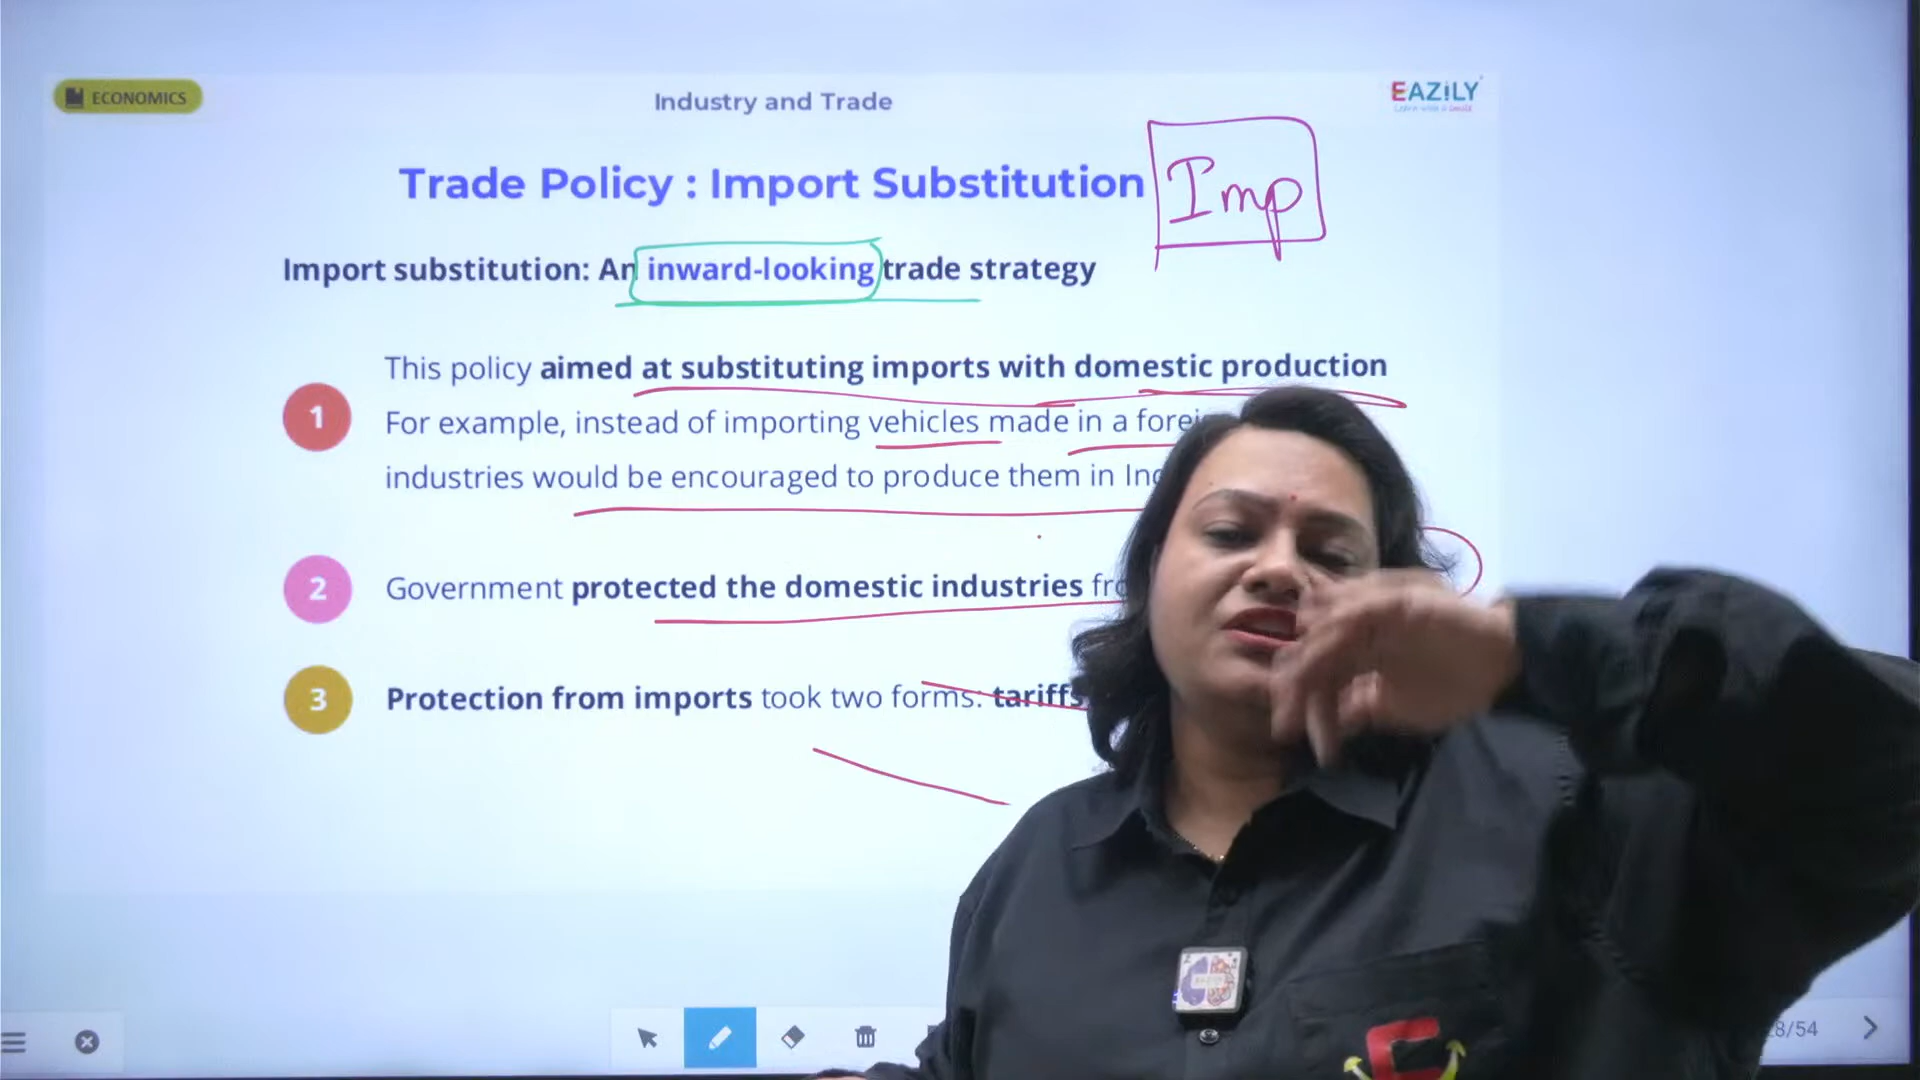 ECONOMICS
Industry and Trade
EAZiLY
Trade Policy : Import Substitution
Imp
Import substitution: An inward-looking trade strategy
This policy aimed at substituting imports with domestic production
1
For example, instead of importing vehicles made in a
industries would be encouraged to produce them in
2
Government protected the domestic industries
3
Protection from imports took two forms: tariffs
8/54